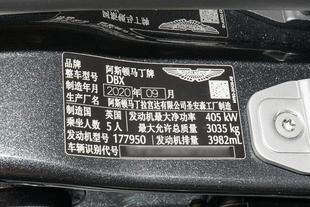 ASTON MARTIN
品牌 阿斯顿马丁牌
整车型号 DBX
制造年月 2020年09月
阿斯顿马丁拉宫达有限公司圣安森工厂制造
制造国 英国 发动机最大净功率 405 kW
乘坐人数 5人 最大允许总质量 3035 kg
发动机型号 177950 发动机排量 3982mL
车辆识别代号